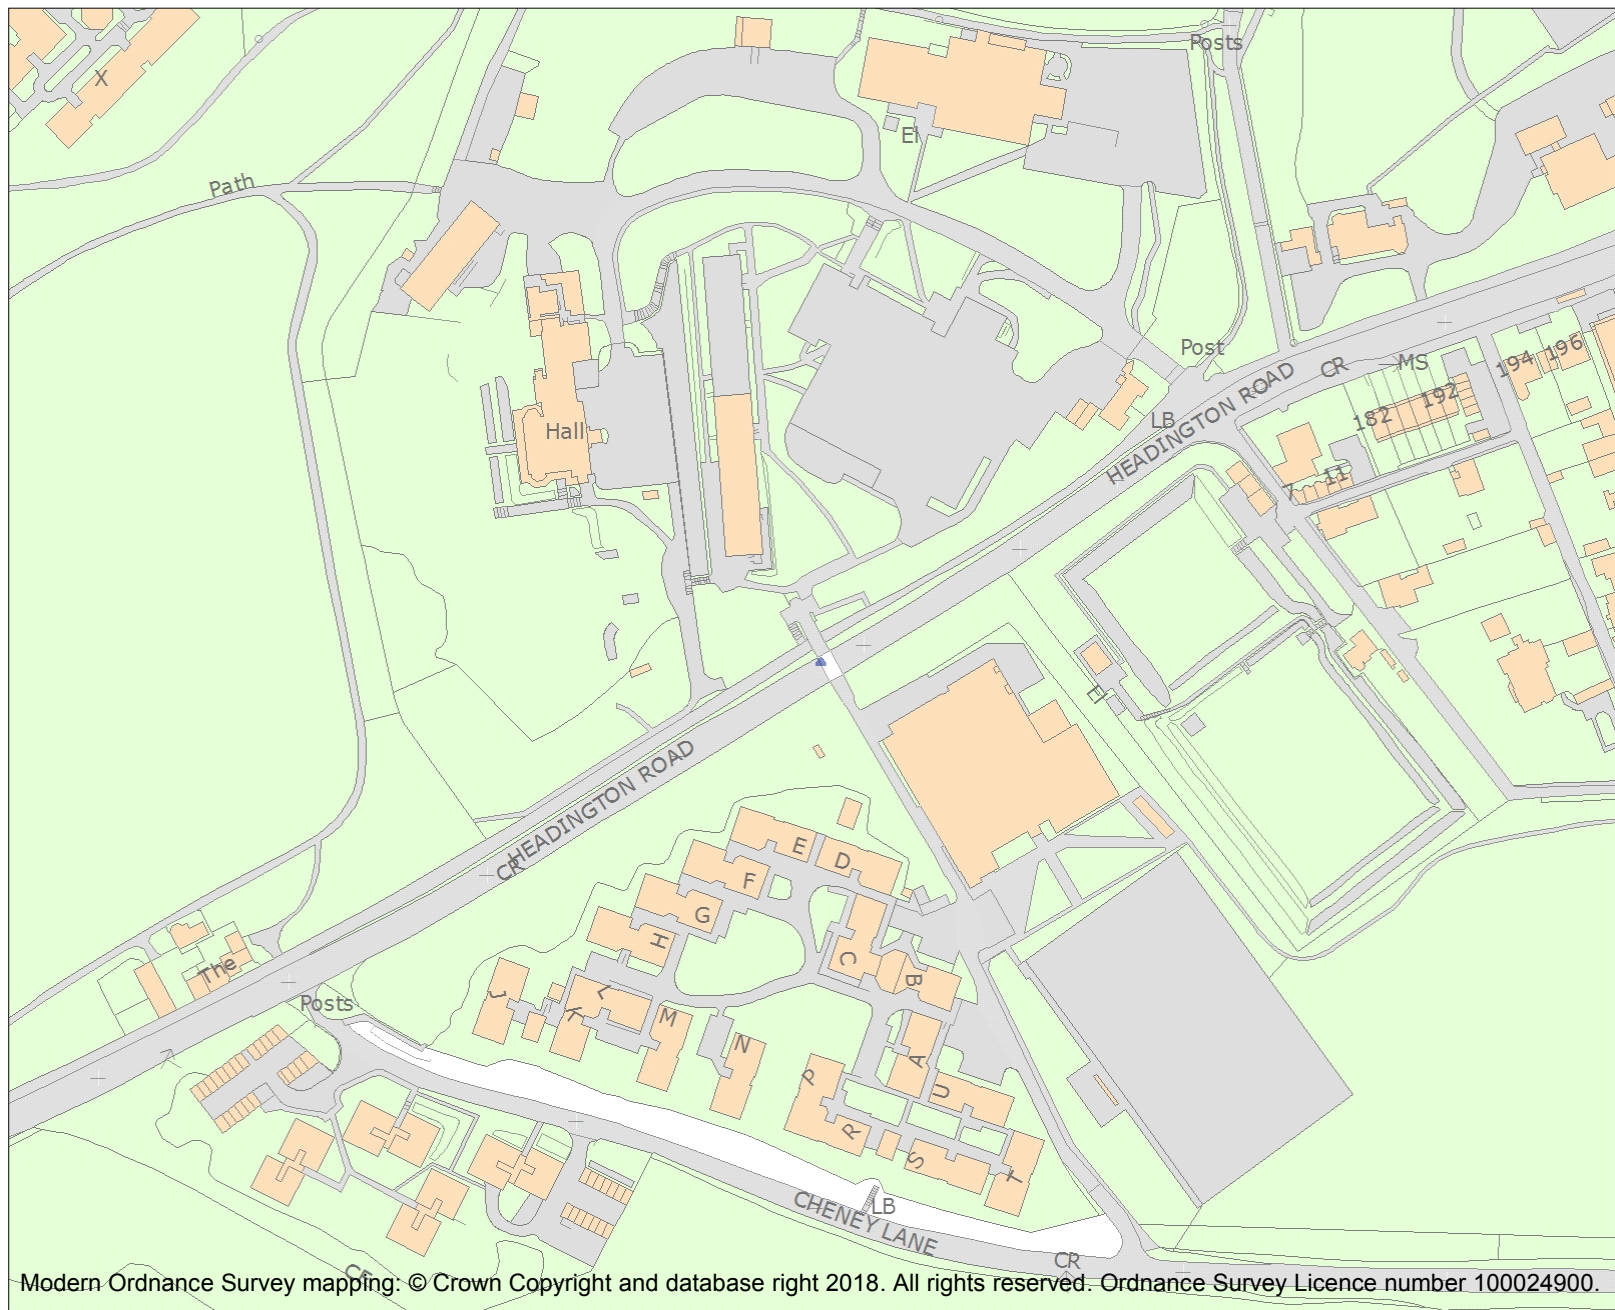 X
Posts
El
Path
Post
MS
CR
194
196
192
182
LB
HEADINGTON ROAD
Hall
7
11
El
HEADINGTON ROAD
CR
E
D
F
G
H
C
B
The
J
L
K
M
N
Posts
A
P
U
R
S
T
LB
CHENEY LANE
CR
Modern Ordnance Survey mapping: © Crown Copyright and database right 2018. All rights reserved. Ordnance Survey Licence number 100024900.